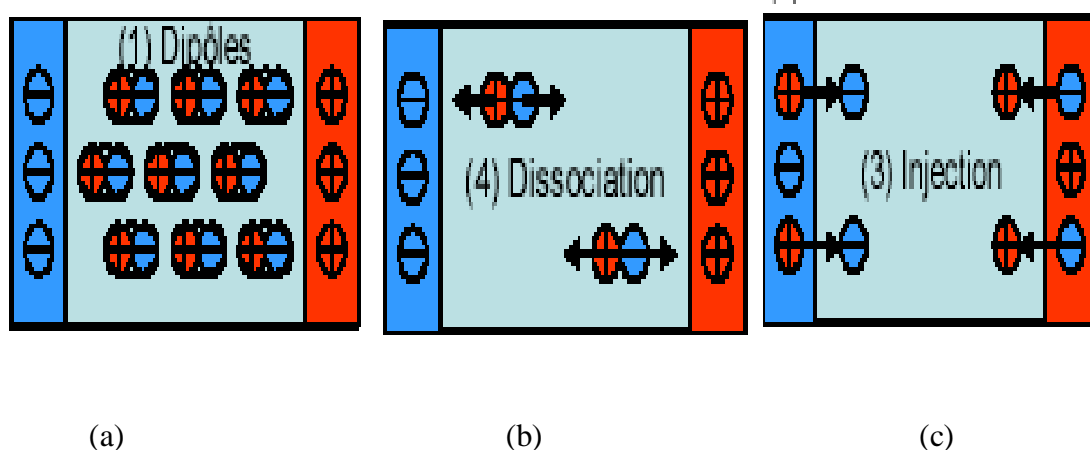 (1) Dipôles
(4) Dissociation
(3) Injection
(a) (b) (c)